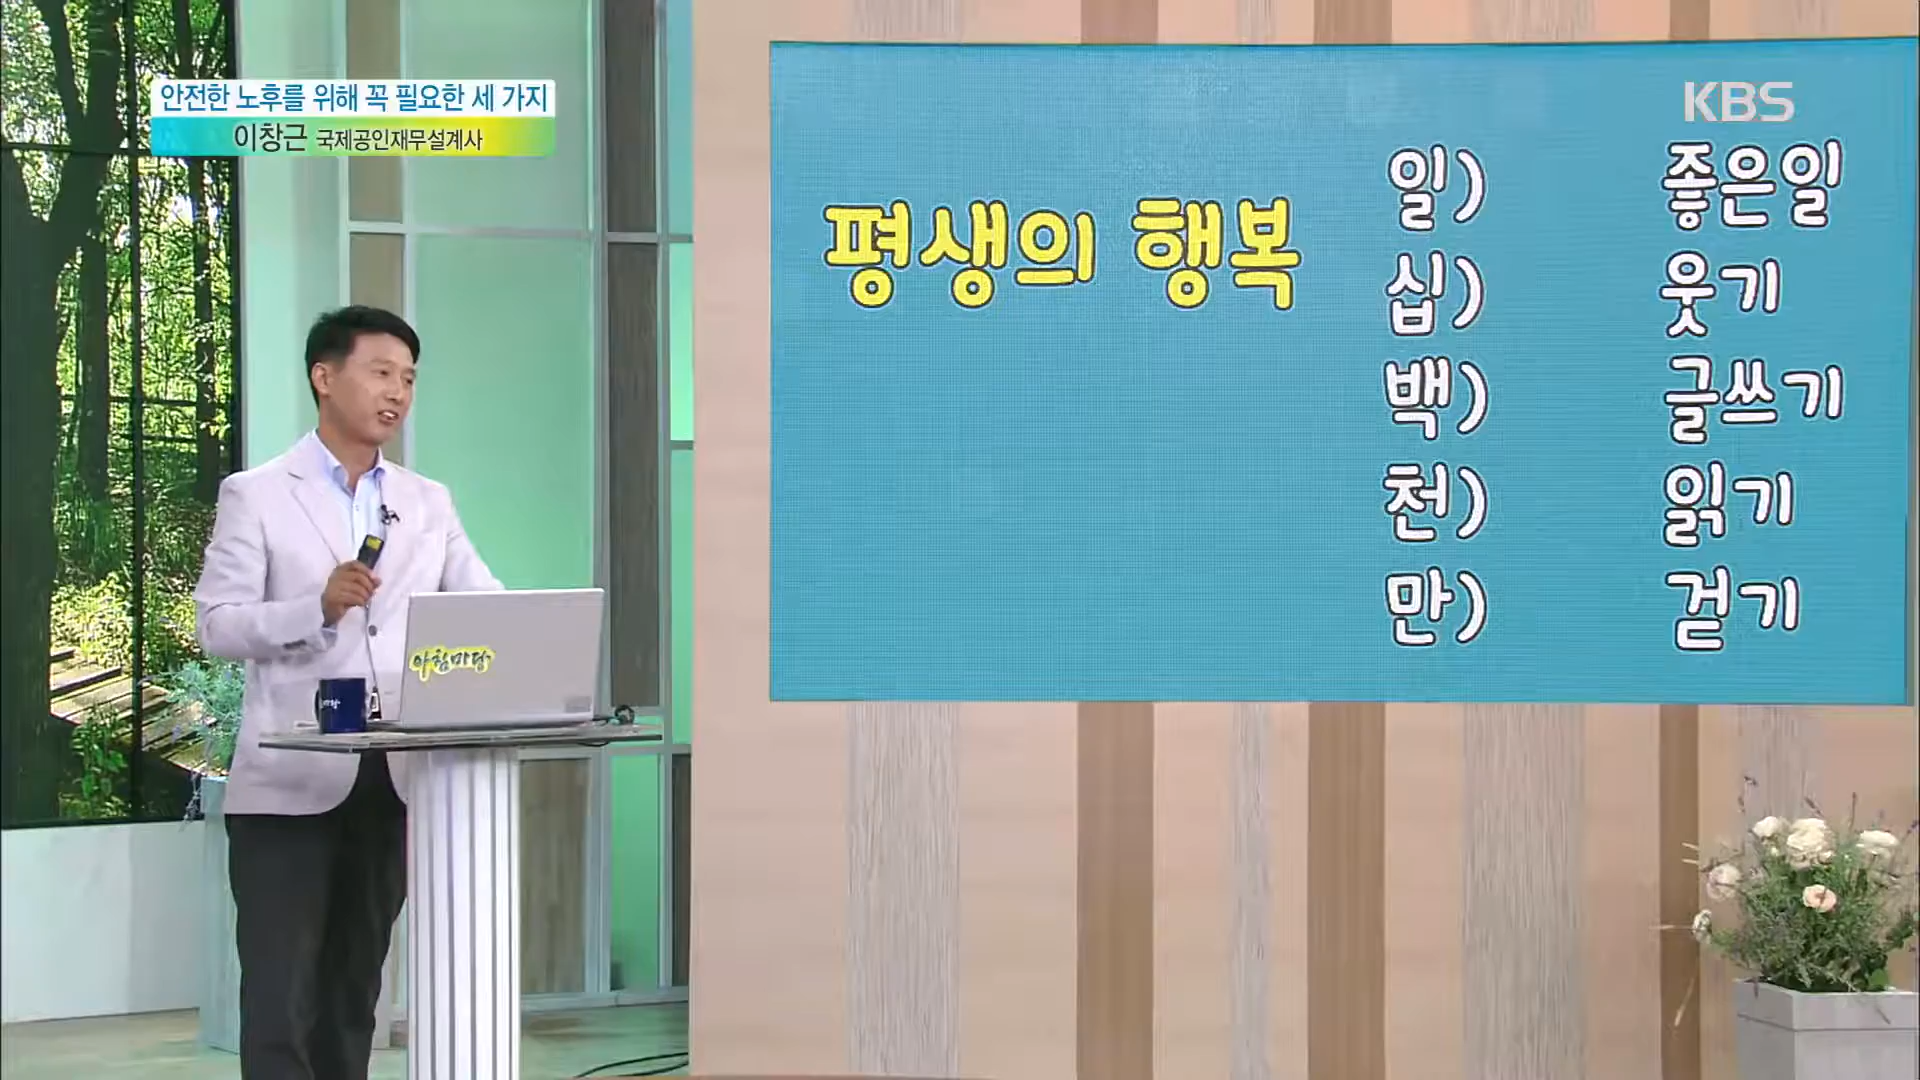 안전한 노후를 위해 꼭 필요한 세 가지
이창근 국제공인재무설계사
KBS
평생의 행복
일) 좋은일
십) 웃기
백) 글쓰기
천) 읽기
만) 걷기
아침마당